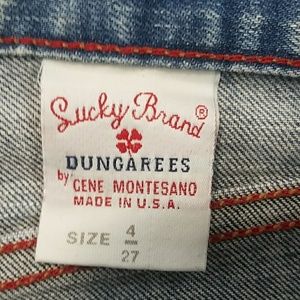 Lucky Brand®
DUNGAREES
by GENE MONTESANO
MADE IN U.S.A.
SIZE 4/27